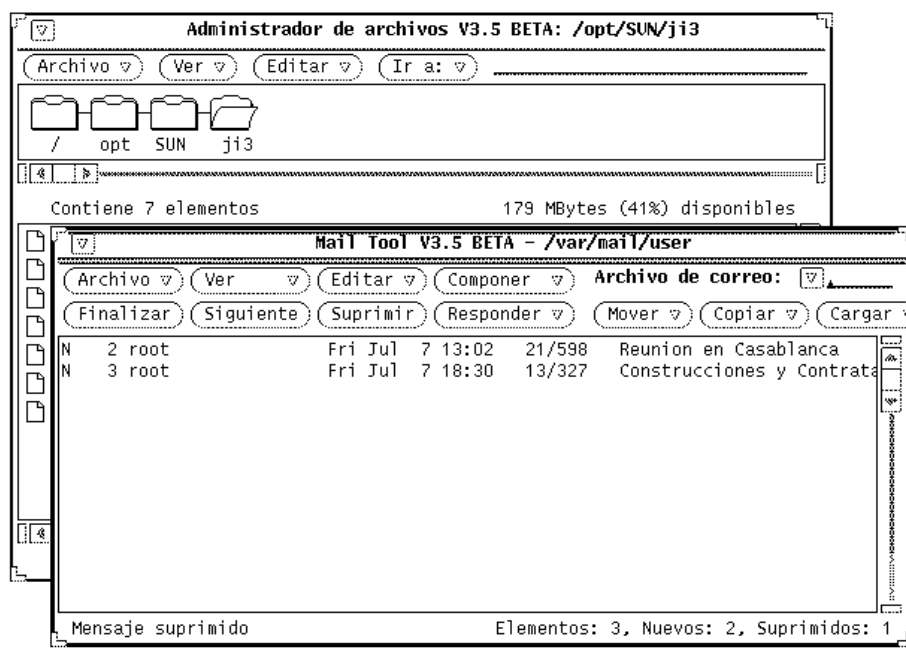 Administrador de archivos V3.5 BETA: /opt/SUN/ji3
Archivo Ver Editar Ir a:
/ opt SUN ji3
Contiene 7 elementos 179 MBytes (41%) disponibles
Mail Tool V3.5 BETA - /var/mail/user
Archivo Ver Editar Componer Archivo de correo:
Finalizar Siguiente Suprimir Responder Mover Copiar Cargar
N 2 root Fri Jul 7 13:02 21/598 Reunion en Casablanca
N 3 root Fri Jul 7 18:30 13/327 Construcciones y Contrata
Mensaje suprimido Elementos: 3, Nuevos: 2, Suprimidos: 1